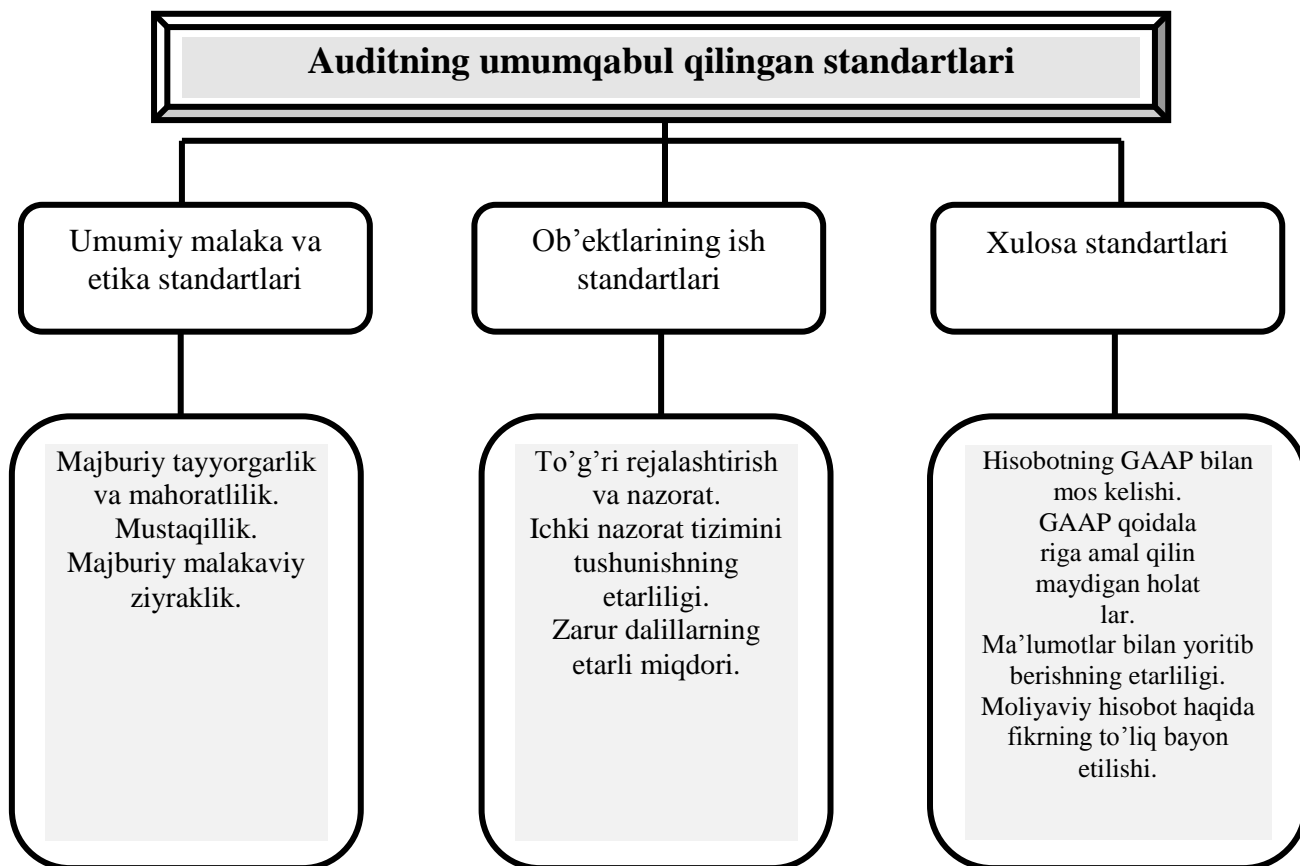 Auditning umumqabul qilingan standartlari
Umumiy malaka va
etika standartlari
Ob’ektlarining ish
standartlari
Xulosa standartlari
Majburiy tayyorgarlik
va mahoratlilik.
Mustaqillik.
Majburiy malakaviy
ziyraklik.
To’g’ri rejalashtirish
va nazorat.
Ichki nazorat tizimini
tushunishning
etarliligi.
Zarur dalillarning
etarli miqdori.
Hisobotning GAAP bilan
mos kelishi.
GAAP qoidala
riga amal qilin
maydigan holat
lar.
Ma’lumotlar bilan yoritib
berishning etarliligi.
Moliyaviy hisobot haqida
fikrning to’liq bayon
etilishi.